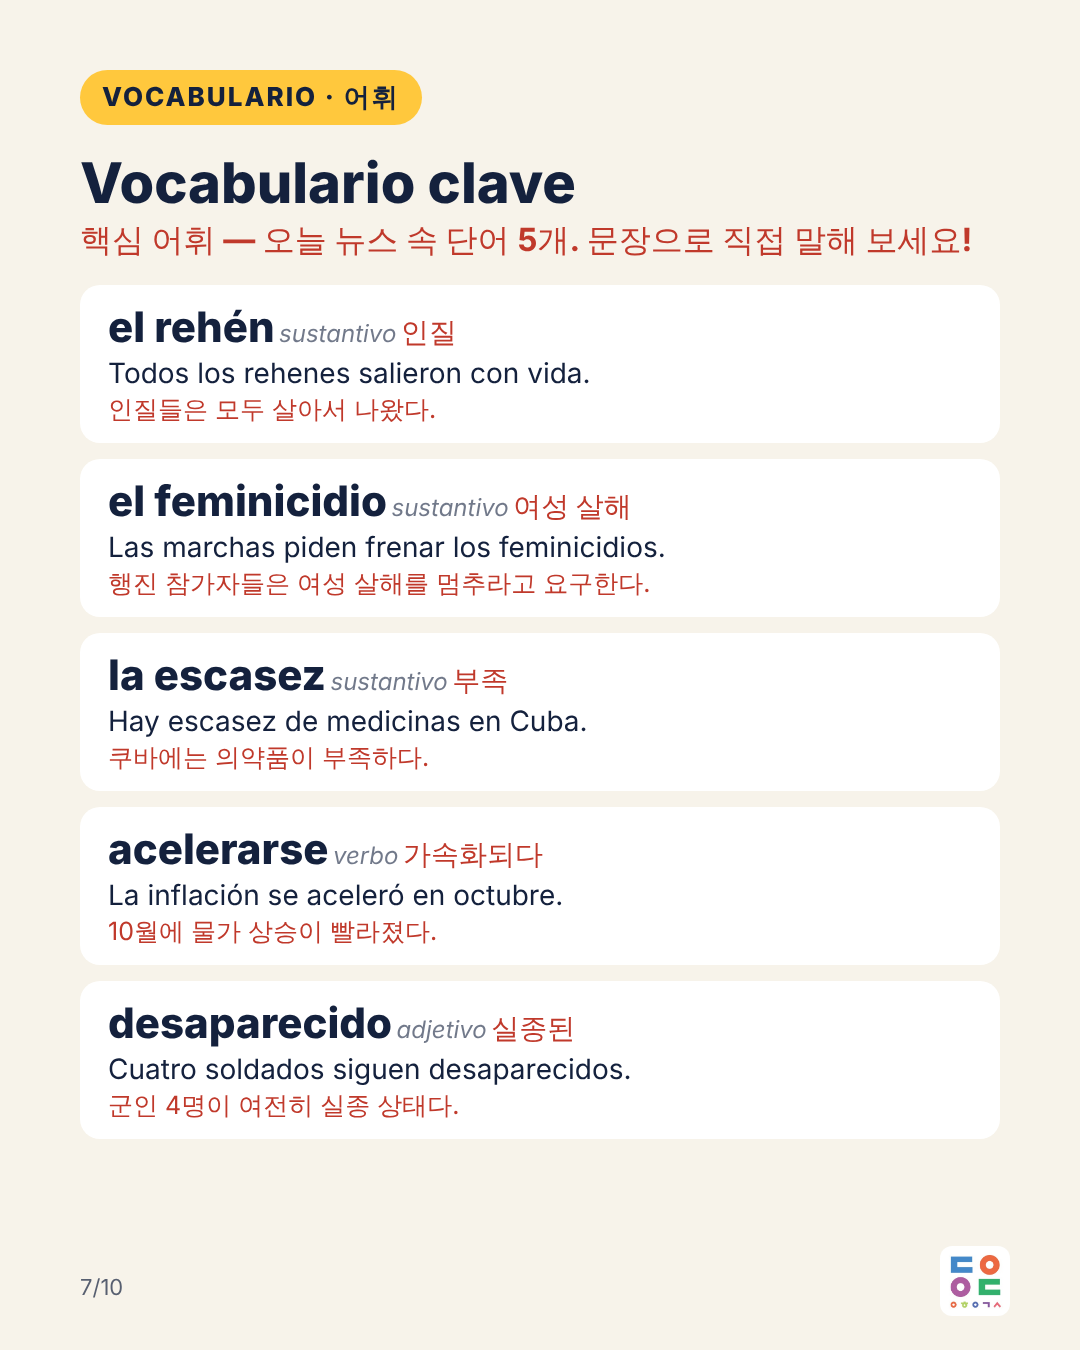 VOCABULARIO · 어휘
Vocabulario clave
핵심 어휘 — 오늘 뉴스 속 단어 5개. 문장으로 직접 말해 보세요!
el rehén sustantivo 인질
Todos los rehenes salieron con vida.
인질들은 모두 살아서 나왔다.
el feminicidio sustantivo 여성 살해
Las marchas piden frenar los feminicidios.
행진 참가자들은 여성 살해를 멈추라고 요구한다.
la escasez sustantivo 부족
Hay escasez de medicinas en Cuba.
쿠바에는 의약품이 부족하다.
acelerarse verbo 가속화되다
La inflación se aceleró en octubre.
10월에 물가 상승이 빨라졌다.
desaparecido adjetivo 실종된
Cuatro soldados siguen desaparecidos.
군인 4명이 여전히 실종 상태다.
7/10